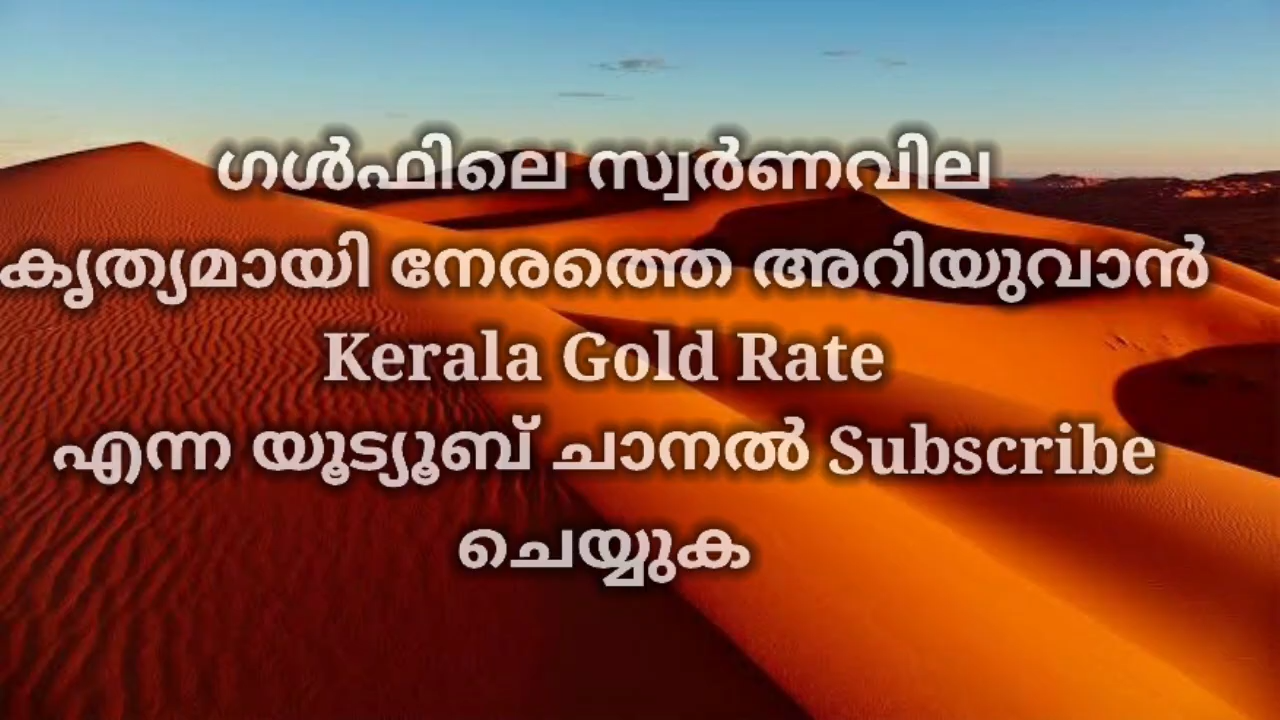 ഗൾഫിലെ സ്വർണവില
കൃത്യമായി നേരത്തെ അറിയുവാൻ
Kerala Gold Rate
എന്ന യൂട്യൂബ് ചാനൽ Subscribe
ചെയ്യുക